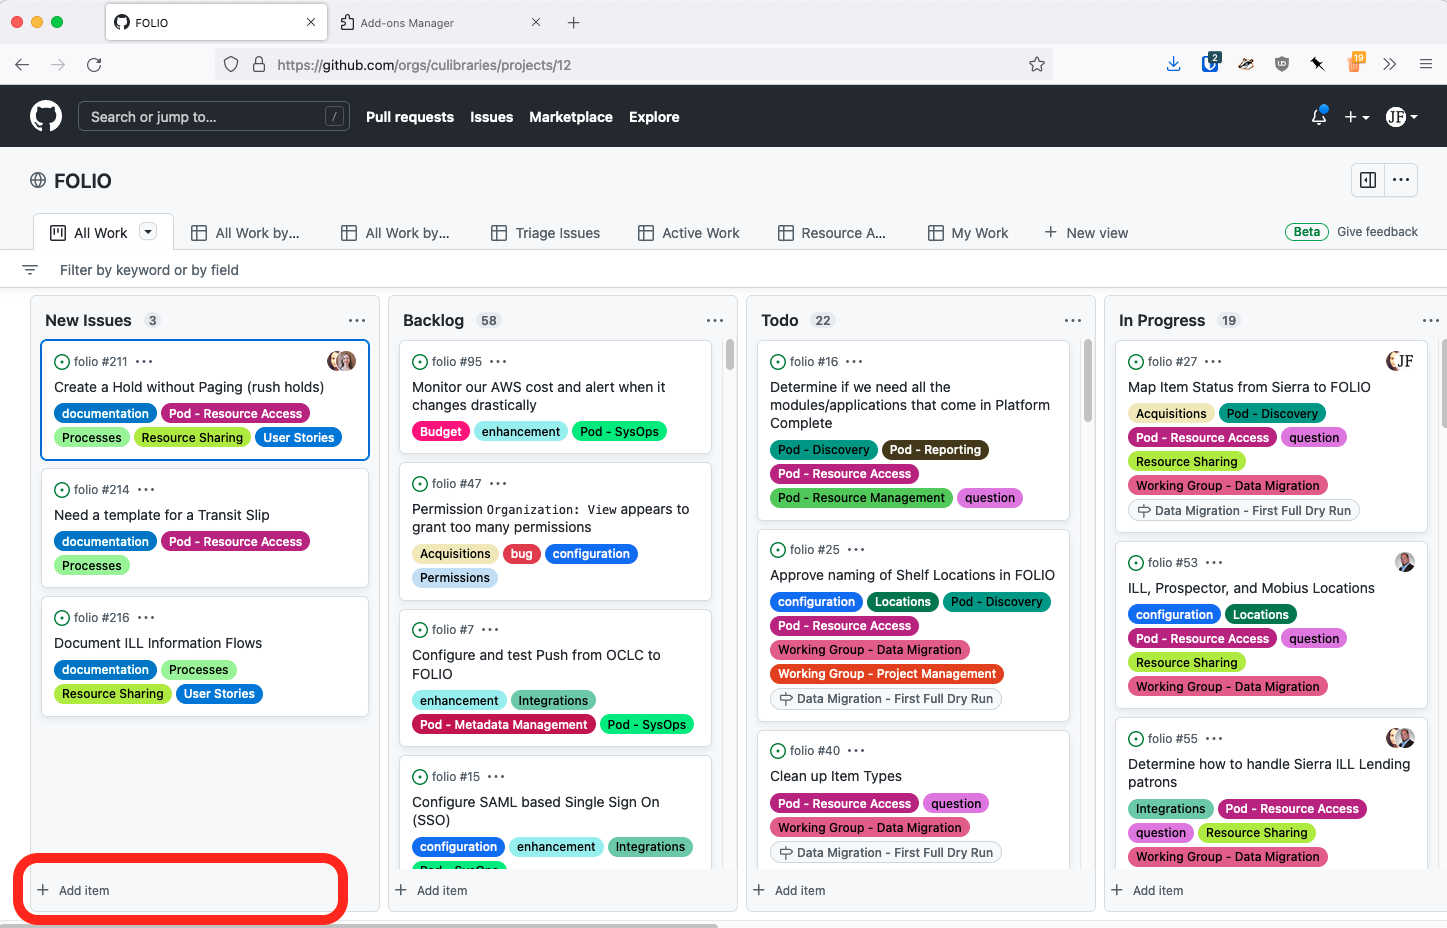 FOLIO
Add-ons Manager
https://github.com/orgs/culibraries/projects/12
2
UD
19
Search or jump to...
/
Pull requests
Issues
Marketplace
Explore
JF
FOLIO
All Work
All Work by...
All Work by...
Triage Issues
Active Work
Resource A...
My Work
New view
Beta
Give feedback
Filter by keyword or by field
New Issues 3
folio #211
Create a Hold without Paging (rush holds)
documentation Pod - Resource Access
Processes Resource Sharing User Stories
folio #214
Need a template for a Transit Slip
documentation Pod - Resource Access
Processes
folio #216
Document ILL Information Flows
documentation Processes
Resource Sharing User Stories
Add item
Backlog 58
folio #95
Monitor our AWS cost and alert when it
changes drastically
Budget enhancement Pod - SysOps
folio #47
Permission Organization: View appears to
grant too many permissions
Acquisitions bug configuration
Permissions
folio #7
Configure and test Push from OCLC to
FOLIO
enhancement Integrations
Pod - Metadata Management Pod - SysOps
folio #15
Configure SAML based Single Sign On
(SSO)
configuration enhancement Integrations
Pod - SysOps
Add item
Todo 22
folio #16
Determine if we need all the
modules/applications that come in Platform
Complete
Pod - Discovery Pod - Reporting
Pod - Resource Access
Pod - Resource Management question
folio #25
Approve naming of Shelf Locations in FOLIO
configuration Locations Pod - Discovery
Pod - Resource Access
Working Group - Data Migration
Working Group - Project Management
Data Migration - First Full Dry Run
folio #40
Clean up Item Types
Pod - Resource Access question
Working Group - Data Migration
Data Migration - First Full Dry Run
Add item
In Progress 19
folio #27
JF
Map Item Status from Sierra to FOLIO
Acquisitions Pod - Discovery
Pod - Resource Access question
Resource Sharing
Working Group - Data Migration
Data Migration - First Full Dry Run
folio #53
ILL, Prospector, and Mobius Locations
configuration Locations
Pod - Resource Access question
Resource Sharing
Working Group - Data Migration
folio #55
Determine how to handle Sierra ILL Lending
patrons
Integrations Pod - Resource Access
question Resource Sharing
Working Group - Data Migration
Add item